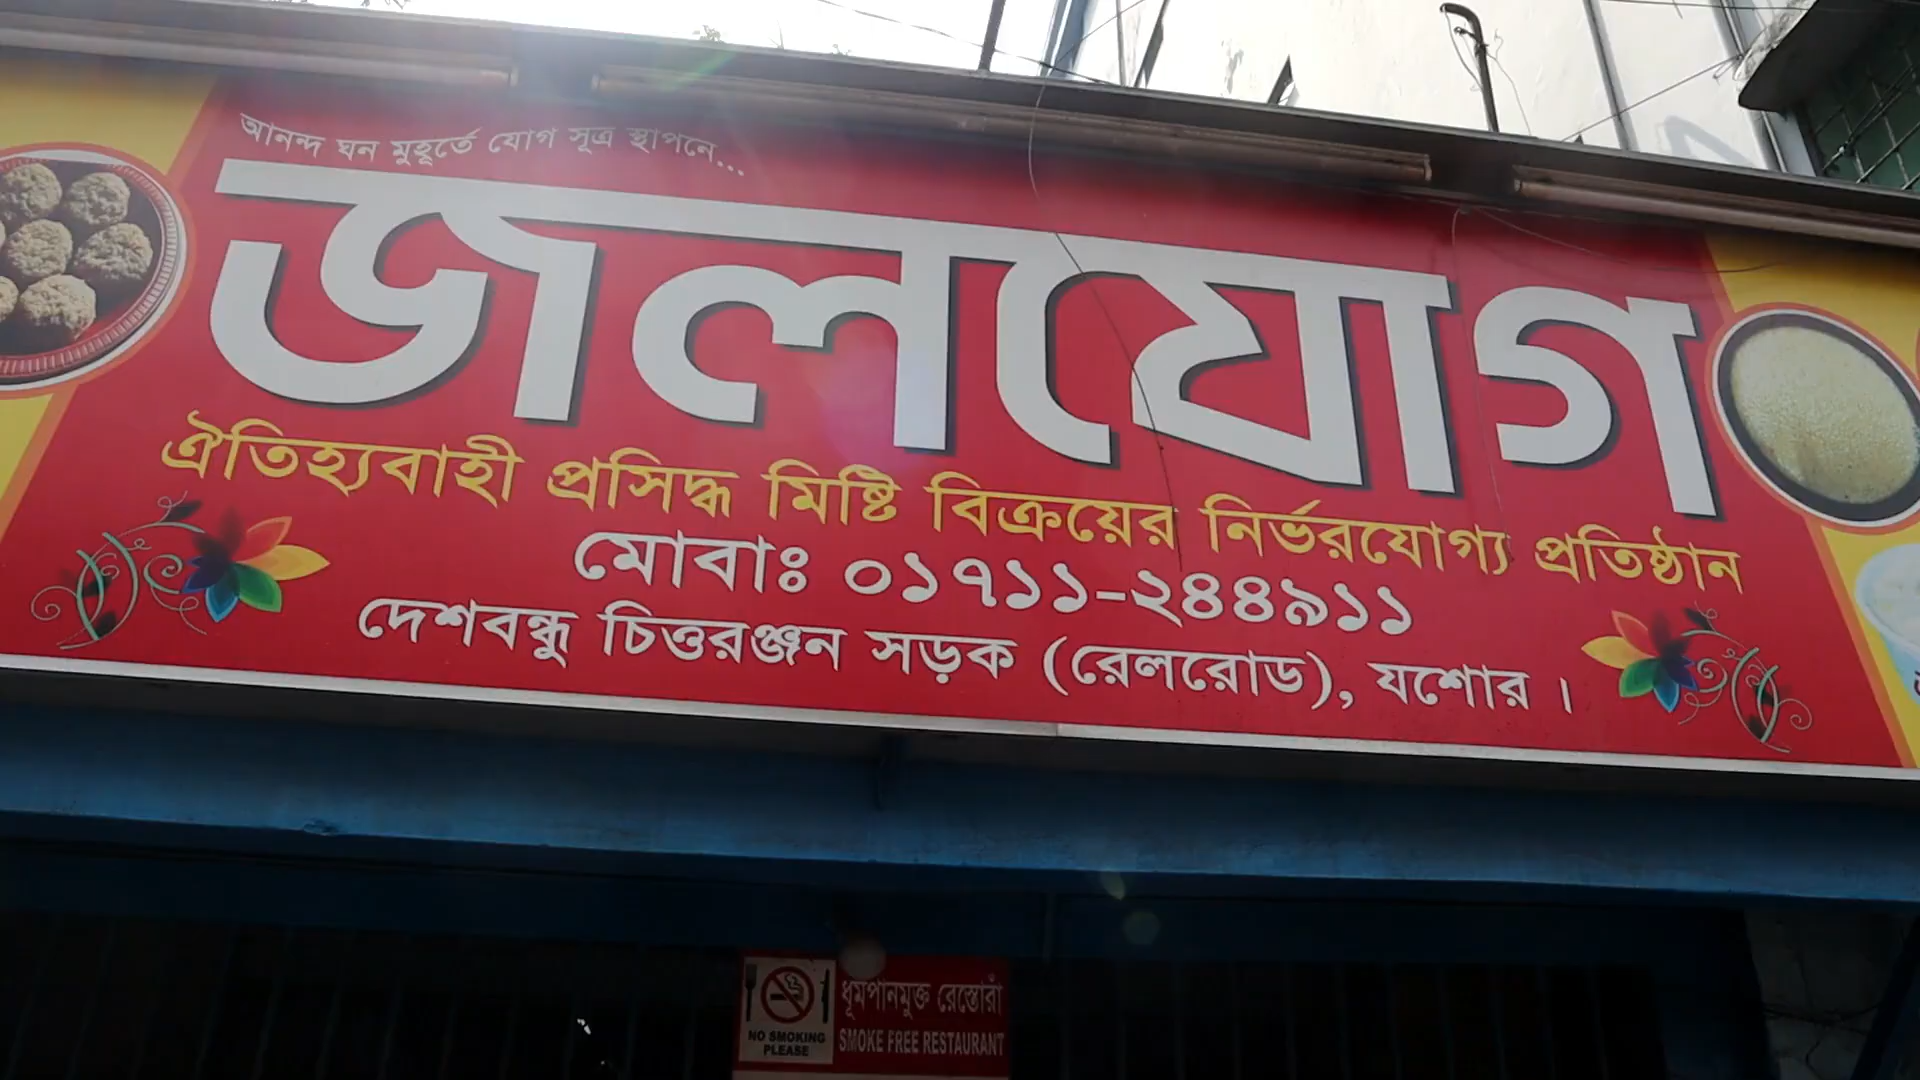 আনন্দ ঘন মুহূর্তে যোগ সূত্র স্থাপনে...
জলযোগ
ঐতিহ্যবাহী প্রসিদ্ধ মিষ্টি বিক্রয়ের নির্ভরযোগ্য প্রতিষ্ঠান
মোবাঃ ০১৭১১-২৪৪৯১১
দেশবন্ধু চিত্তরঞ্জন সড়ক (রেলরোড), যশোর ।
ধূমপানমুক্ত রেস্তোরাঁ
SMOKE FREE RESTAURANT
NO SMOKING
PLEASE